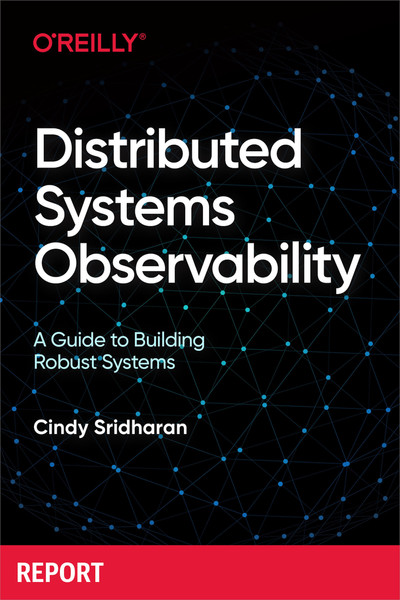 O'REILLY®
Distributed
Systems
Observability
A Guide to Building
Robust Systems
Cindy Sridharan
REPORT